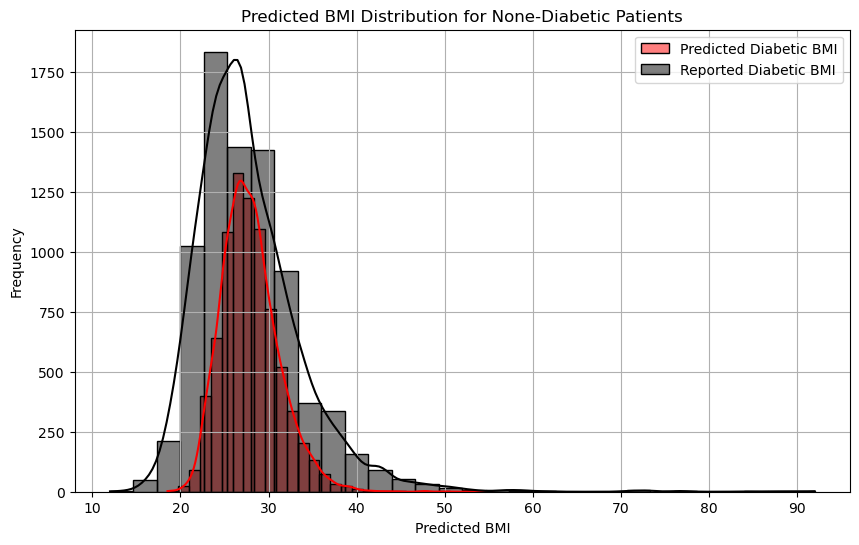 Predicted BMI Distribution for None-Diabetic Patients
Predicted Diabetic BMI
Reported Diabetic BMI
Frequency
1750
1500
1250
1000
750
500
250
0
10 20 30 40 50 60 70 80 90
Predicted BMI